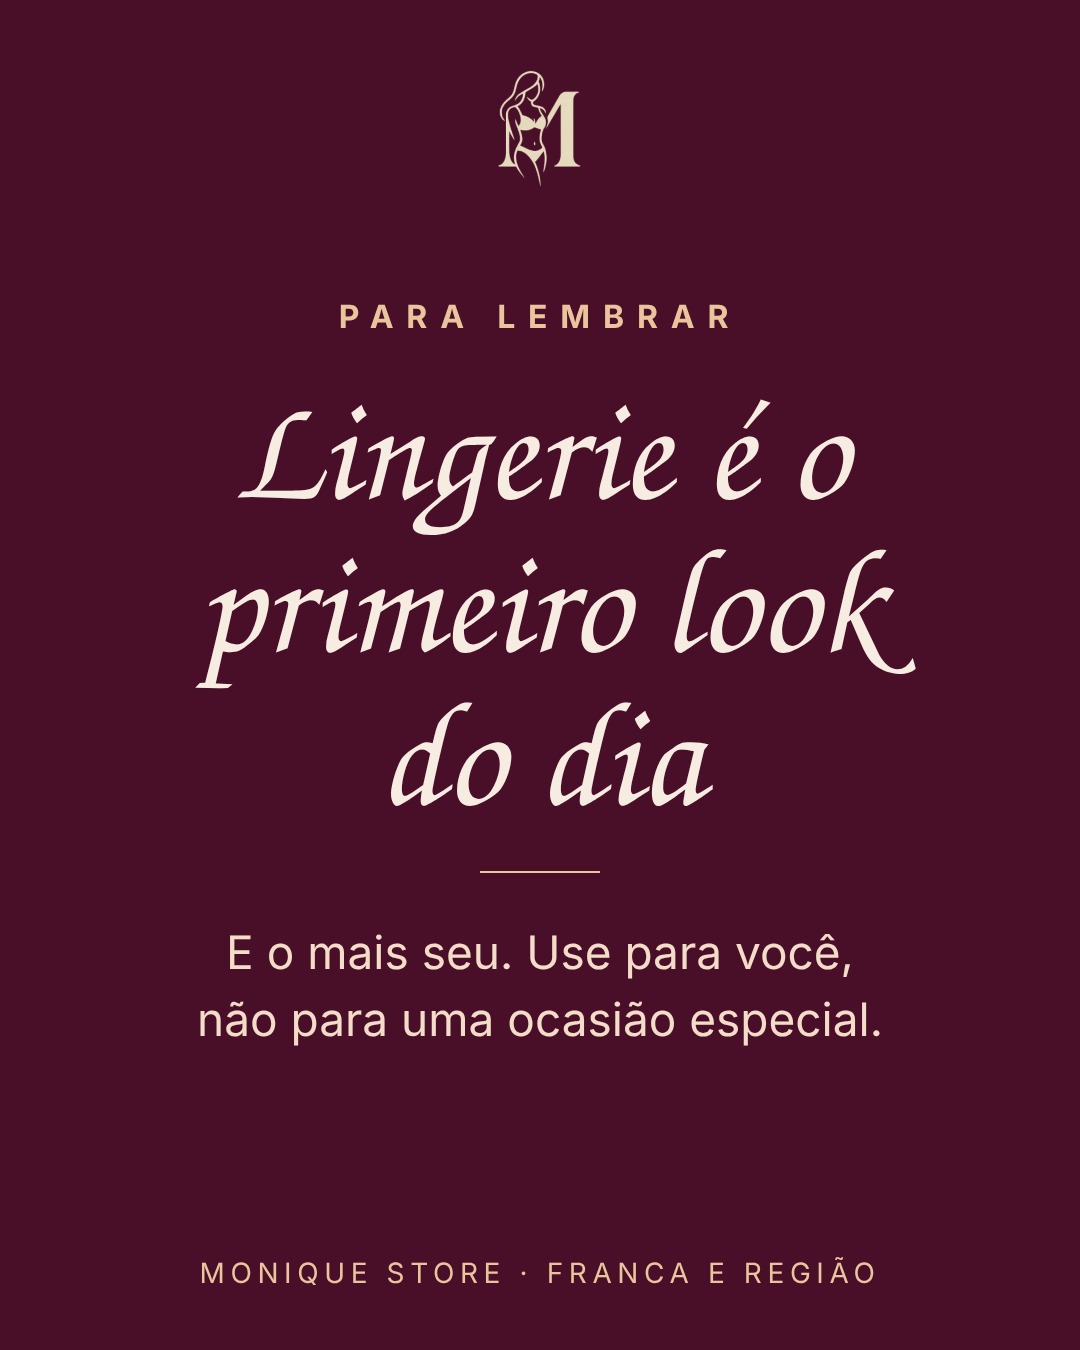 M
PARA LEMBRAR
Lingerie é o
primeiro look
do dia
E o mais seu. Use para você,
não para uma ocasião especial.
MONIQUE STORE · FRANCA E REGIÃO